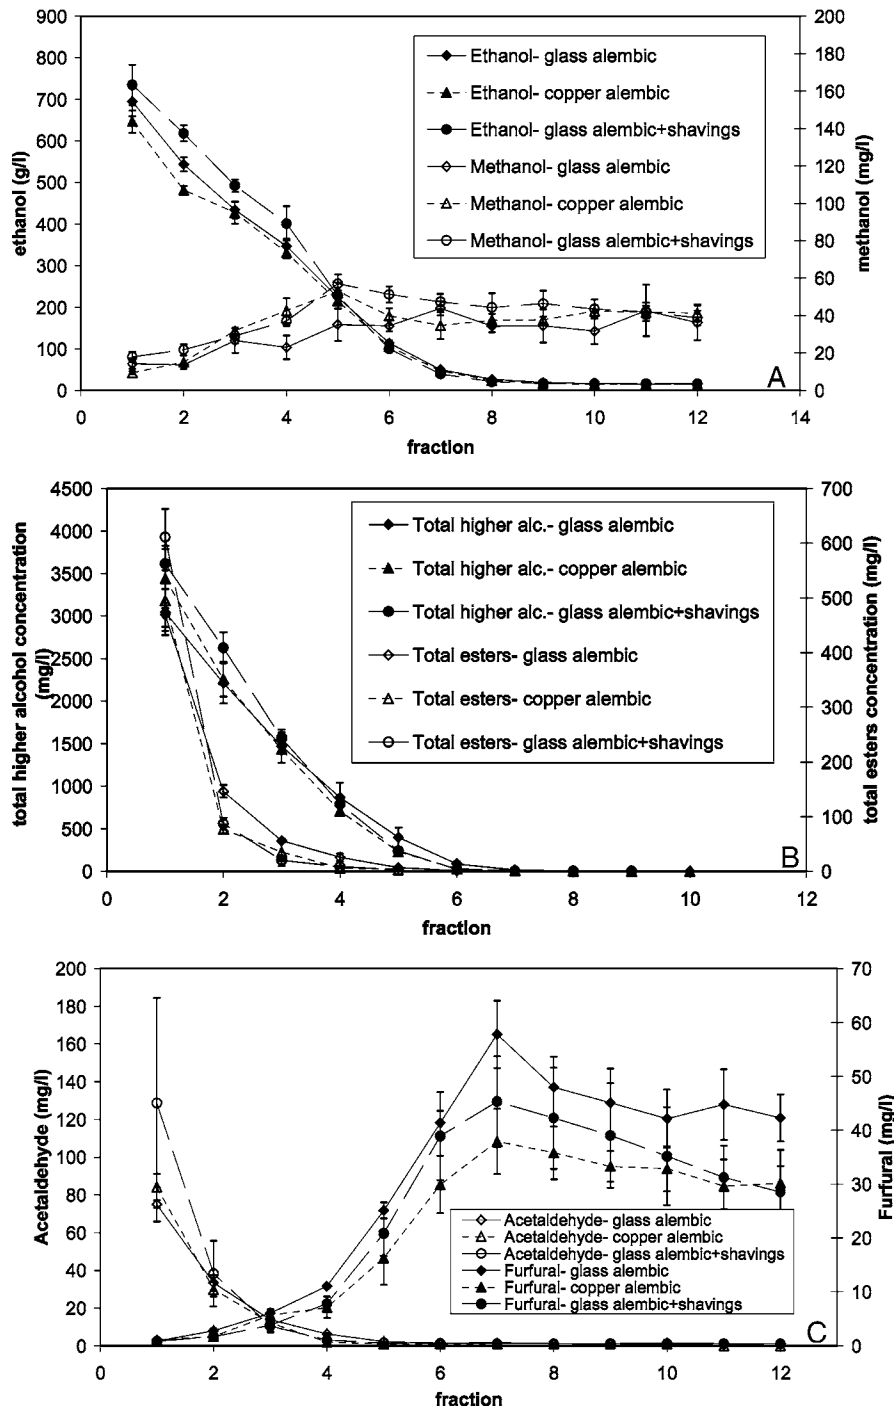 900
800
700
600
500
400
300
200
100
0
ethanol (g/l)
200
180
160
140
120
100
80
60
40
20
0
methanol (mg/l)
Ethanol- glass alembic
Ethanol- copper alembic
Ethanol- glass alembic+shavings
Methanol- glass alembic
Methanol- copper alembic
Methanol- glass alembic+shavings
A
0 2 4 6 8 10 12 14
fraction
4500
4000
3500
3000
2500
2000
1500
1000
500
0
total higher alcohol concentration
(mg/l)
700
600
500
400
300
200
100
0
total esters concentration (mg/l)
Total higher alc.- glass alembic
Total higher alc.- copper alembic
Total higher alc.- glass alembic+shavings
Total esters- glass alembic
Total esters- copper alembic
Total esters- glass alembic+shavings
B
0 2 4 6 8 10 12
fraction
200
180
160
140
120
100
80
60
40
20
0
Acetaldehyde (mg/l)
70
60
50
40
30
20
10
0
Furfural (mg/l)
Acetaldehyde- glass alembic
Acetaldehyde- copper alembic
Acetaldehyde- glass alembic+shavings
Furfural- glass alembic
Furfural- copper alembic
Furfural- glass alembic+shavings
C
0 2 4 6 8 10 12
fraction